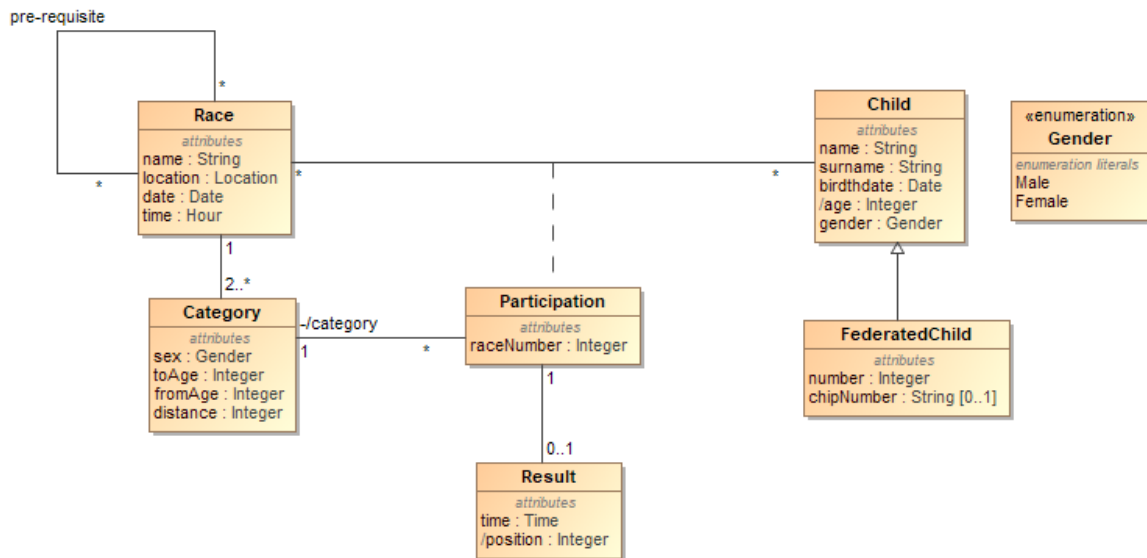 pre-requisite
*
*
Race
attributes
name : String
location : Location
date : Date
time : Hour
*
*
Child
attributes
name : String
surname : String
birdthdate : Date
/age : Integer
gender : Gender
«enumeration»
Gender
enumeration literals
Male
Female
1
2..*
Category
attributes
sex : Gender
toAge : Integer
fromAge : Integer
distance : Integer
-/category
1
*
Participation
attributes
raceNumber : Integer
1
0..1
FederatedChild
attributes
number : Integer
chipNumber : String [0..1]
Result
attributes
time : Time
/position : Integer